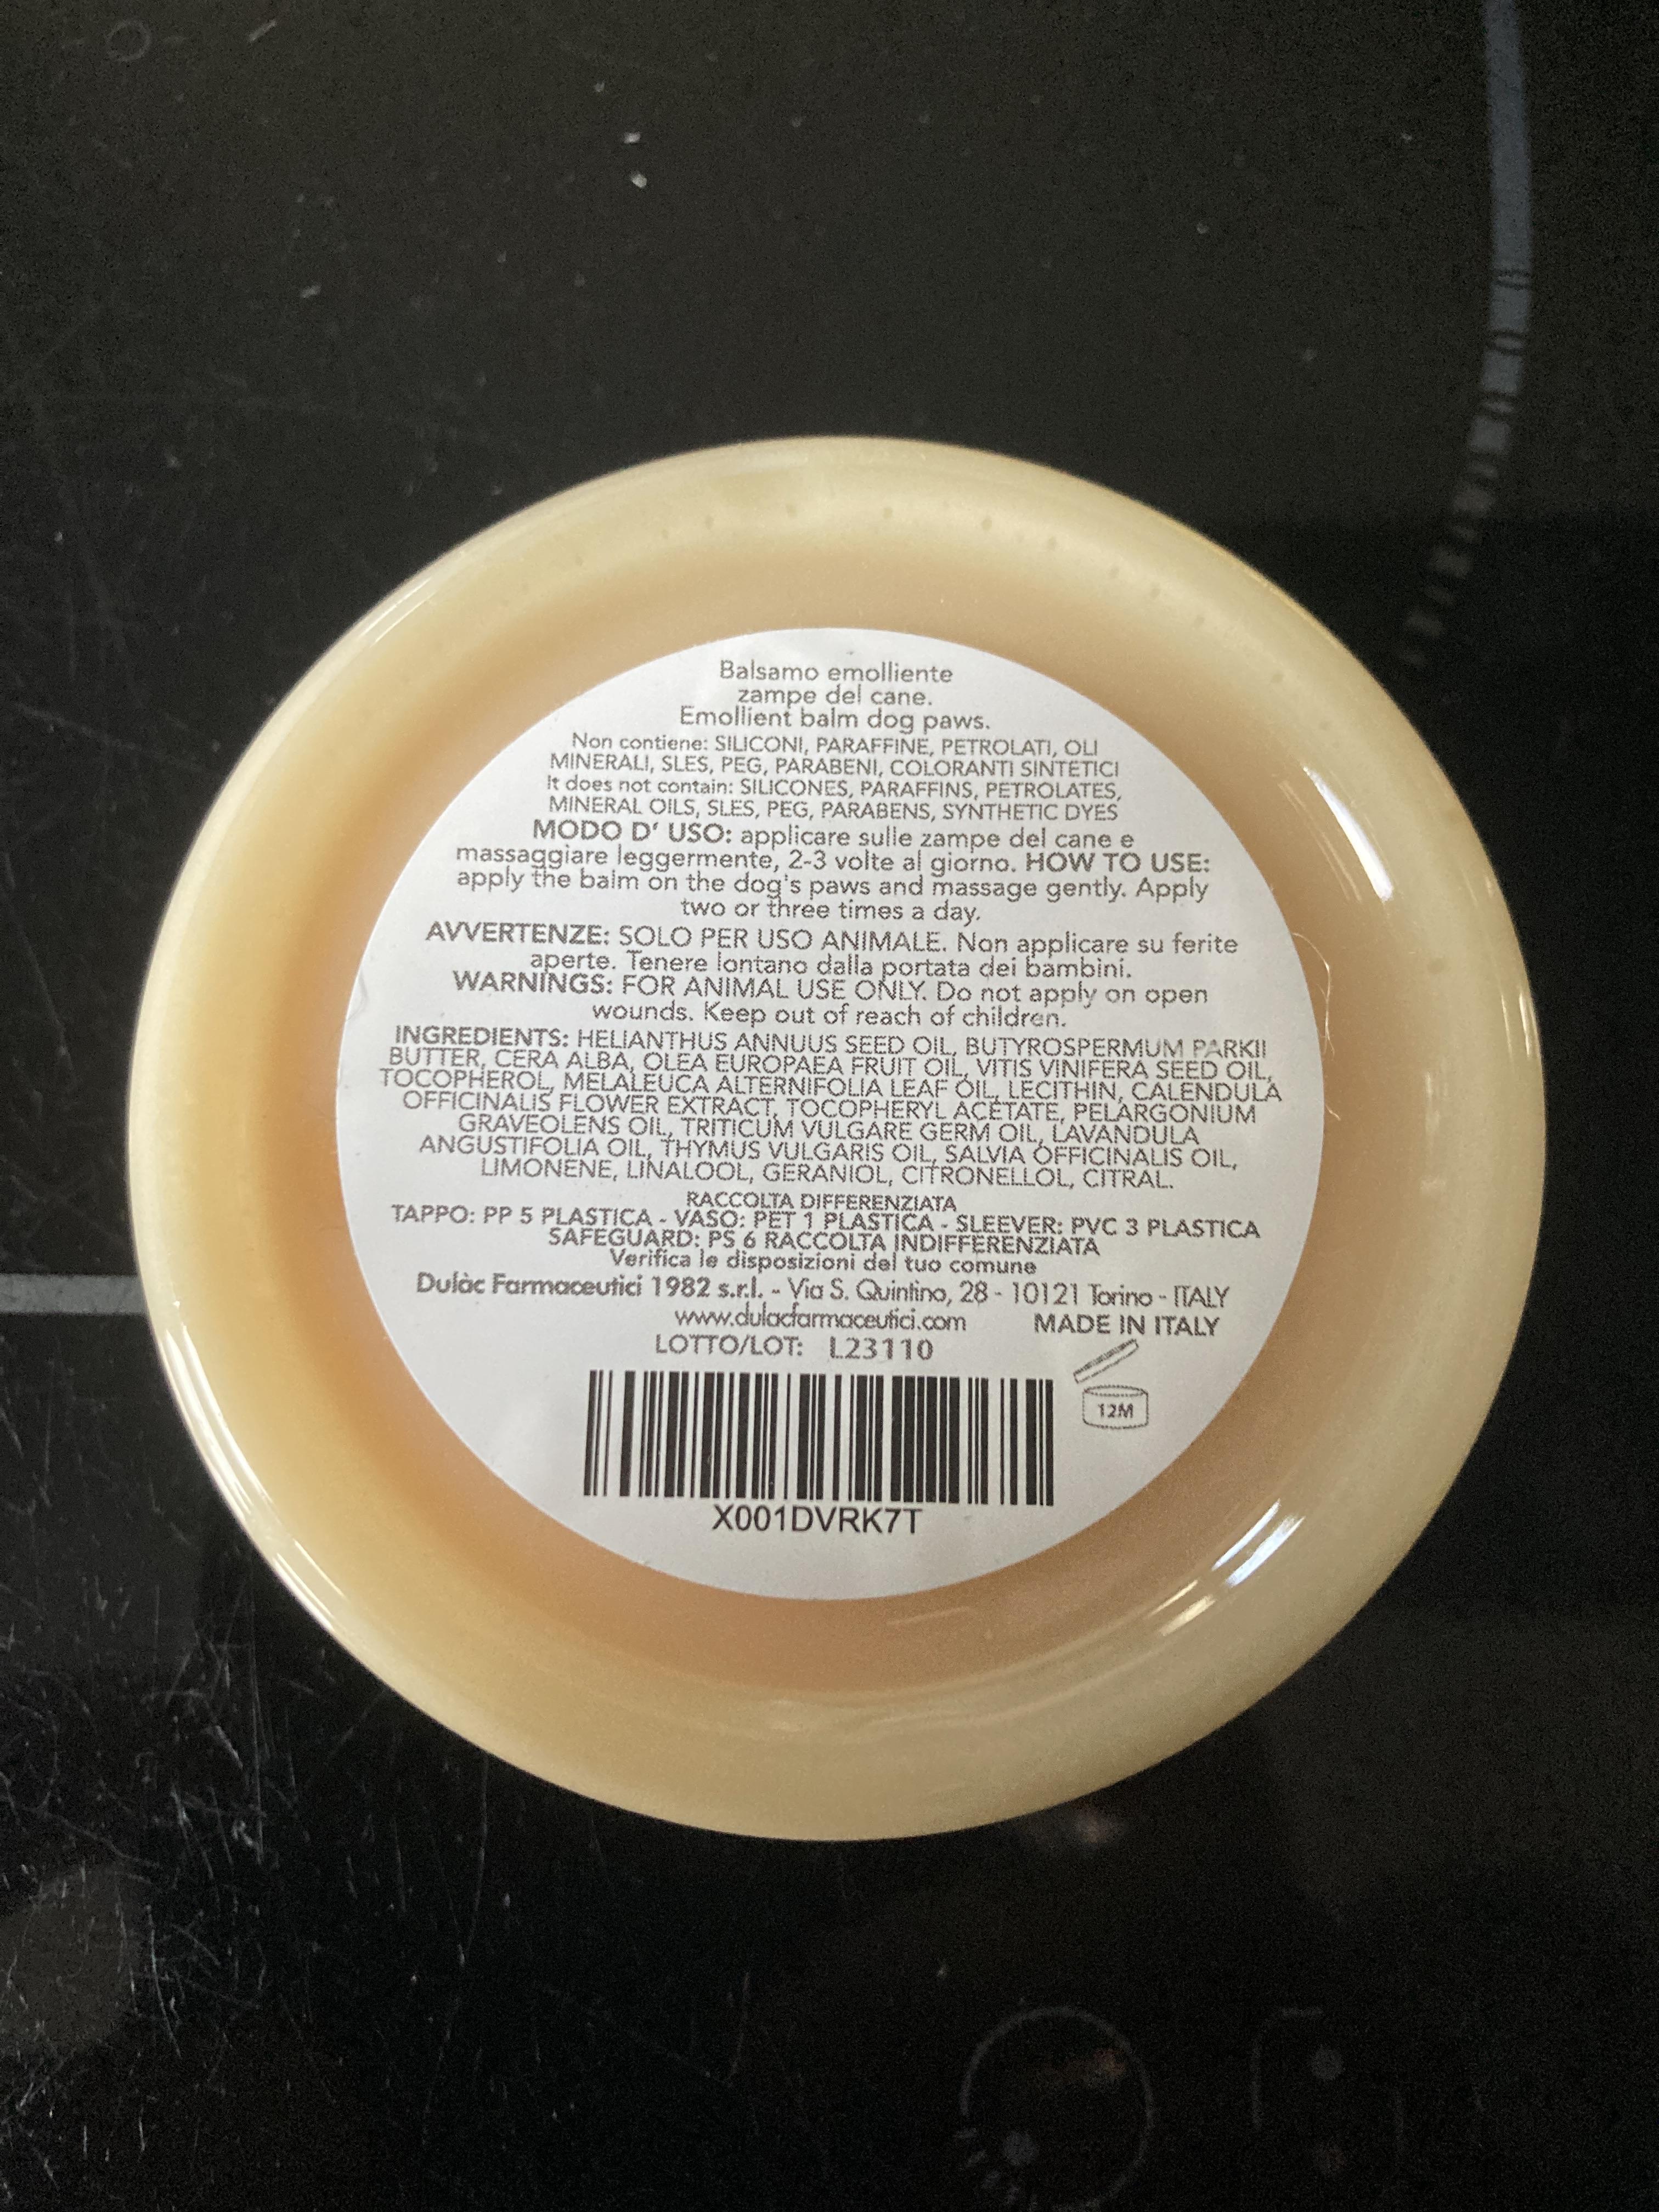 Balsamo emolliente
zampe del cane.
Emollient balm dog paws.
Non contiene: SILICONI, PARAFFINE, PETROLATI, OLI
MINERALI, SLES, PEG, PARABENI, COLORANTI SINTETICI
It does not contain: SILICONES, PARAFFINS, PETROLATES,
MINERAL OILS, SLES, PEG, PARABENS, SYNTHETIC DYES
MODO D' USO: applicare sulle zampe del cane e
massaggiare leggermente, 2-3 volte al giorno. HOW TO USE:
apply the balm on the dog's paws and massage gently. Apply
two or three times a day.
AVVERTENZE: SOLO PER USO ANIMALE. Non applicare su ferite
aperte. Tenere lontano dalla portata dei bambini.
WARNINGS: FOR ANIMAL USE ONLY. Do not apply on open
wounds. Keep out of reach of children.
INGREDIENTS: HELIANTHUS ANNUUS SEED OIL, BUTYROSPERMUM PARKII
BUTTER, CERA ALBA, OLEA EUROPAEA FRUIT OIL, VITIS VINIFERA SEED OIL,
TOCOPHEROL, MELALEUCA ALTERNIFOLIA LEAF OIL, LECITHIN, CALENDULA
OFFICINALIS FLOWER EXTRACT, TOCOPHERYL ACETATE, PELARGONIUM
GRAVEOLENS OIL, TRITICUM VULGARE GERM OIL, LAVANDULA
ANGUSTIFOLIA OIL, THYMUS VULGARIS OIL, SALVIA OFFICINALIS OIL,
LIMONENE, LINALOOL, GERANIOL, CITRONELLOL, CITRAL.
RACCOLTA DIFFERENZIATA
TAPPO: PP 5 PLASTICA - VASO: PET 1 PLASTICA - SLEEVER: PVC 3 PLASTICA
SAFEGUARD: PS 6 RACCOLTA INDIFFERENZIATA
Verifica le disposizioni del tuo comune
Dulàc Farmaceutici 1982 s.r.l. - Via S. Quintino, 28 - 10121 Torino - ITALY
www.dulacfarmaceutici.com MADE IN ITALY
LOTTO/LOT: L23110
12M
X001DVRK7T